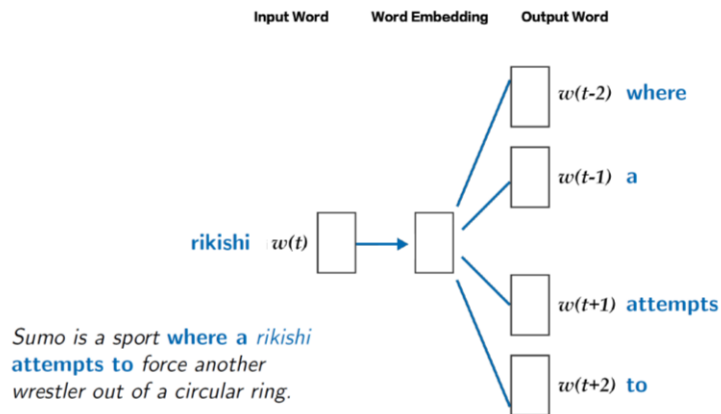 Input Word Word Embedding Output Word
w(t-2) where
w(t-1) a
rikishi w(t)
w(t+1) attempts
w(t+2) to
Sumo is a sport where a rikishi
attempts to force another
wrestler out of a circular ring.